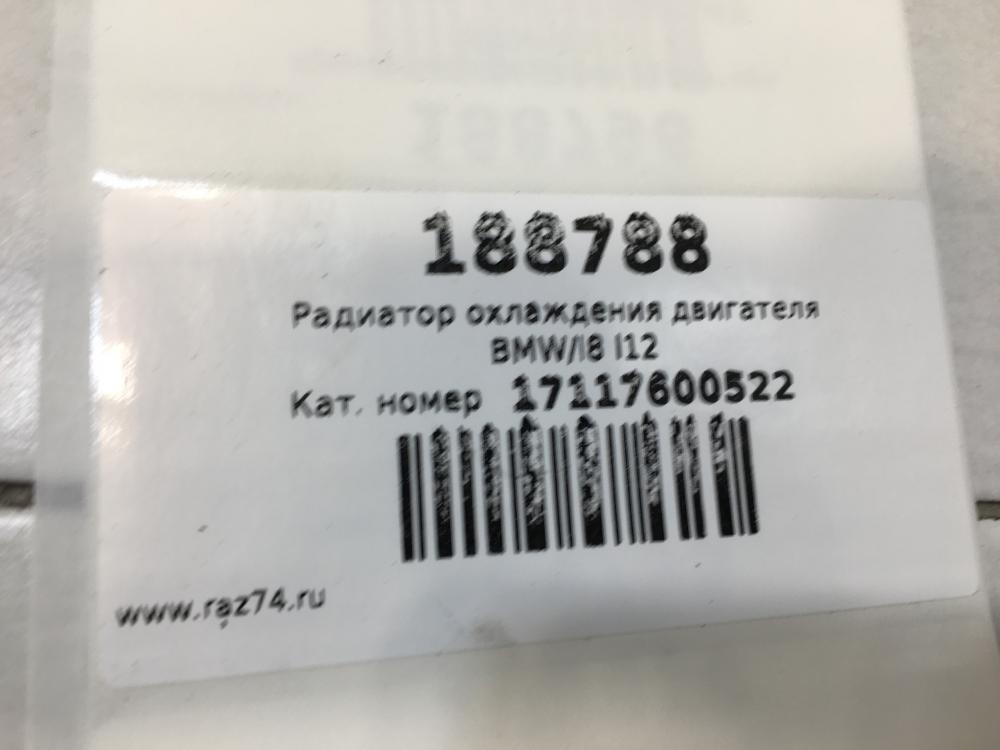 188788
Радиатор охлаждения двигателя
BMW/I8 I12
Кат. номер 17117600522
www.raz74.ru